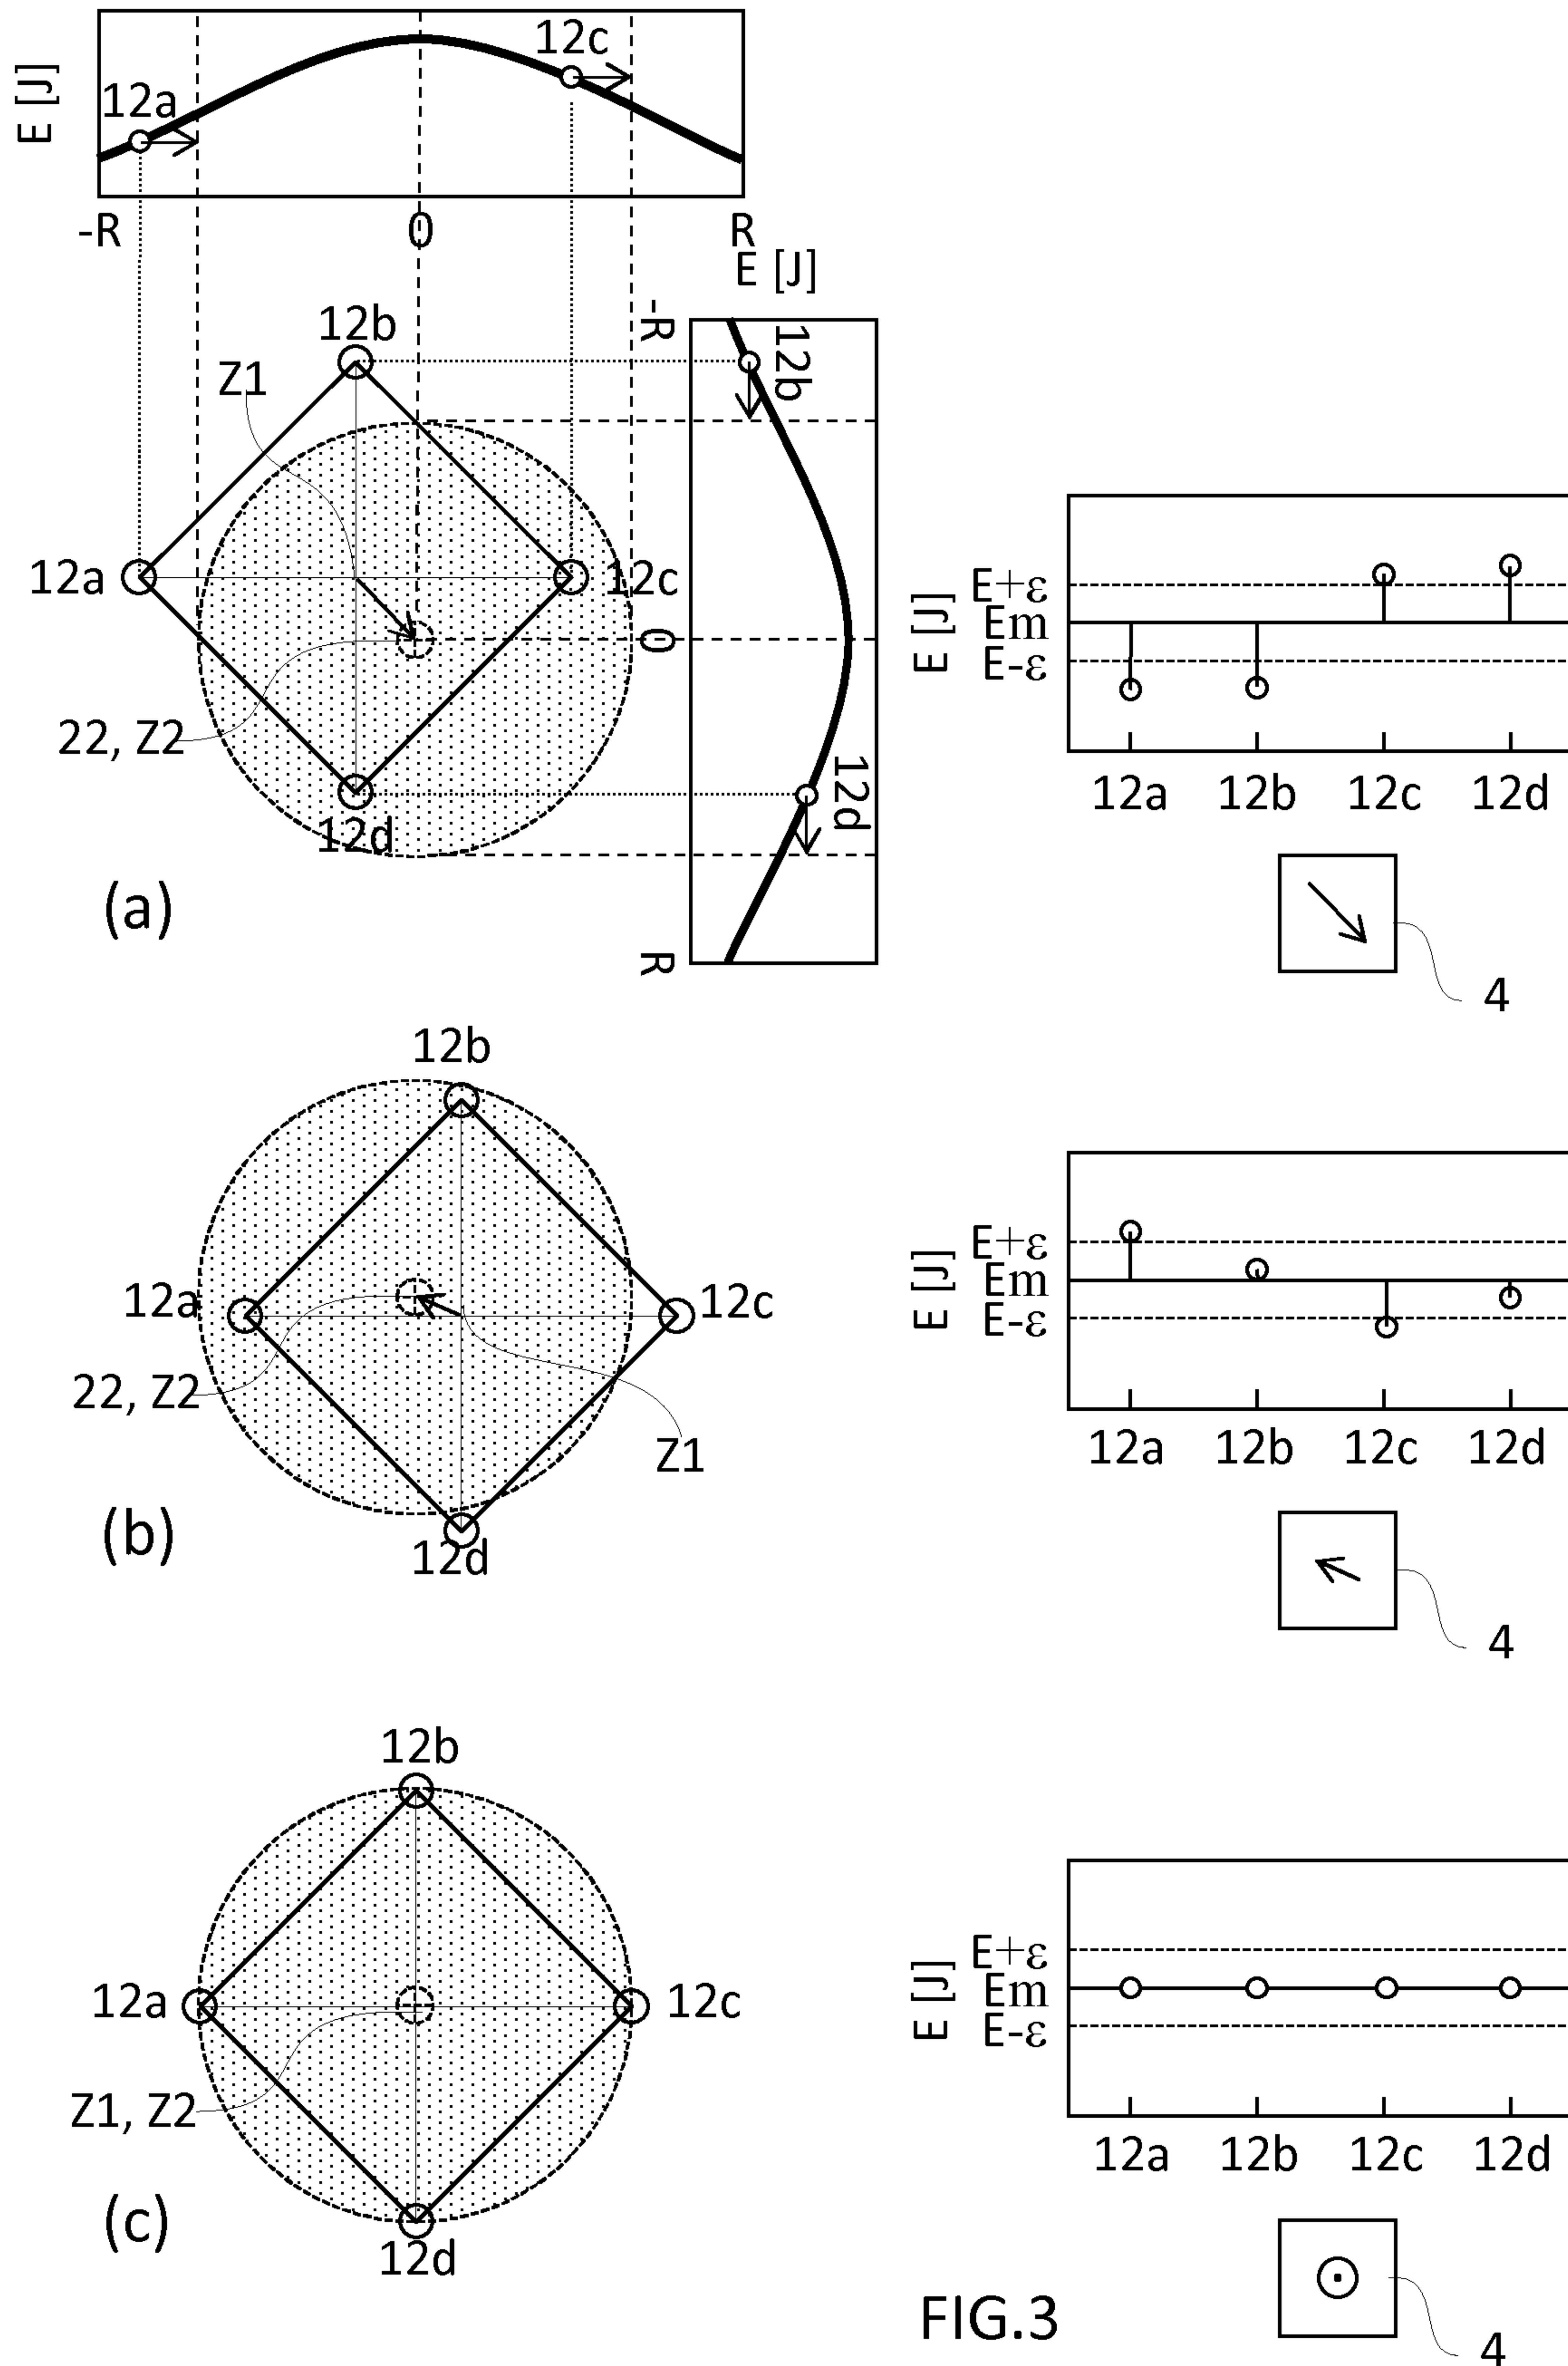 E [J]
12a
12c
-R
0
R
E [J]
-R
12b
0
12d
R
12b
Z1
12a
12c
22, Z2
12d
(a)
E [J]
E+ε
Em
E-ε
12a 12b 12c 12d
4
12b
12a
12c
22, Z2
Z1
12d
(b)
E [J]
E+ε
Em
E-ε
12a 12b 12c 12d
4
12b
12a
12c
Z1, Z2
12d
(c)
E [J]
E+ε
Em
E-ε
12a 12b 12c 12d
4
FIG.3